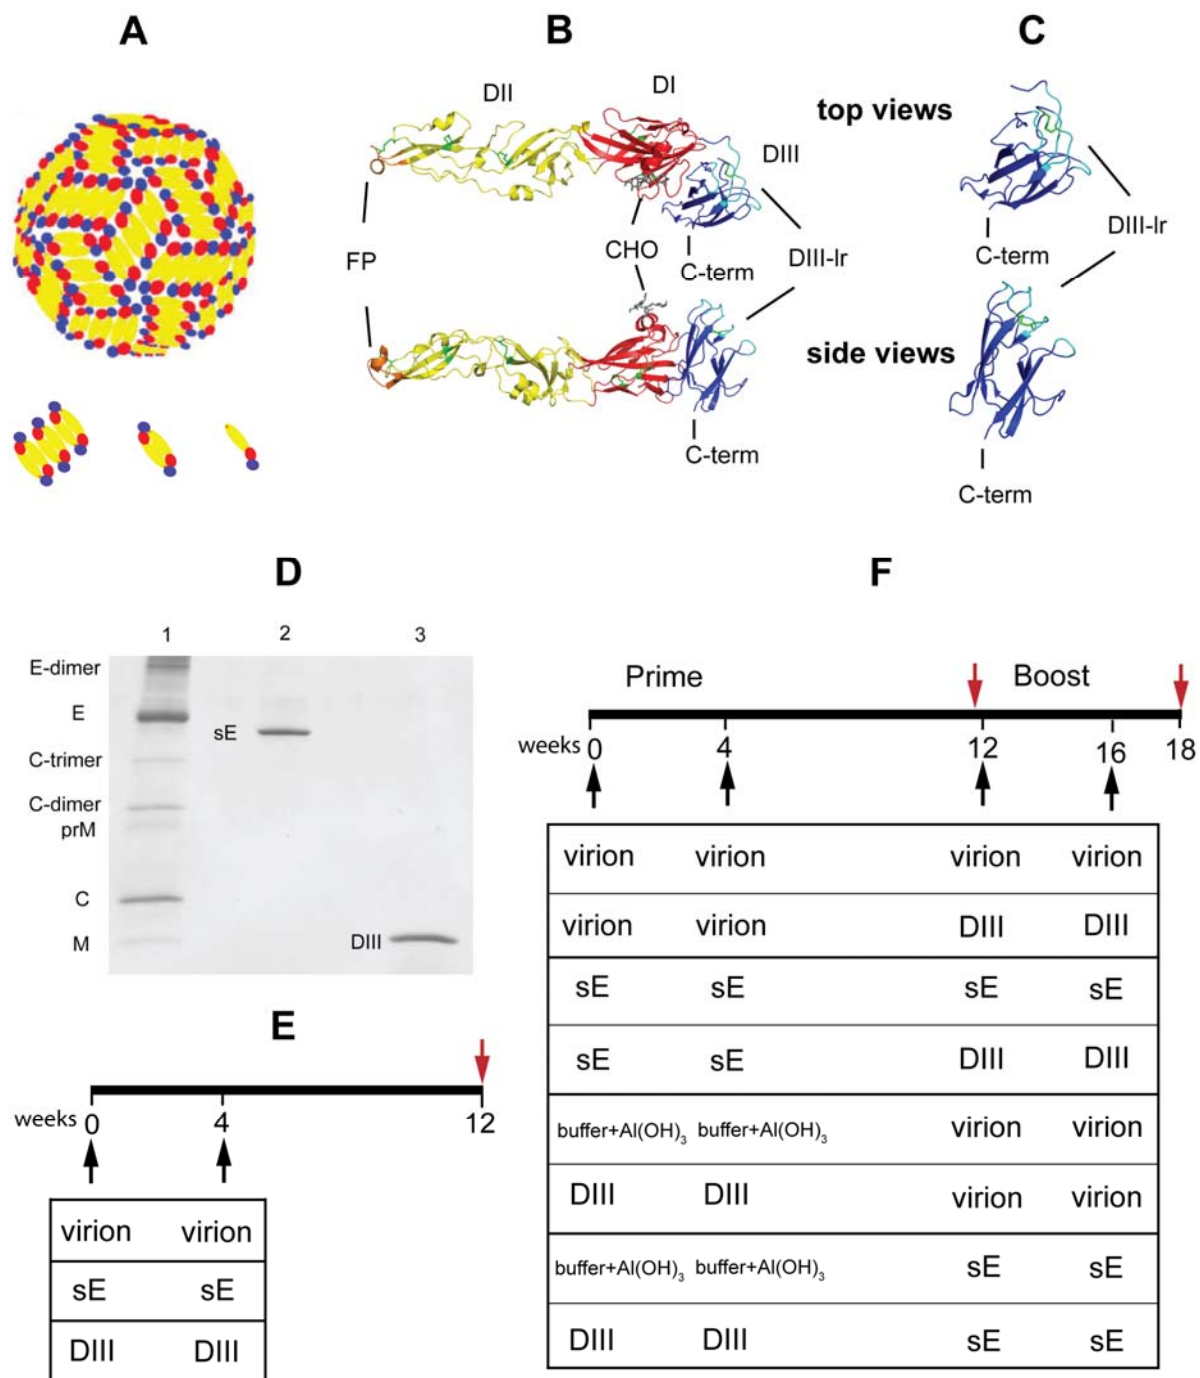 A
B
C
DII
DI
DIII
top views
FP
CHO
C-term
DIII-lr
C-term
DIII-lr
side views
C-term
C-term
D
1
2
3
E-dimer
E
sE
C-trimer
C-dimer
prM
C
M
DIII
E
weeks
0
4
12
virion virion
sE sE
DIII DIII
F
Prime
Boost
weeks
0
4
12
16
18
virion virion virion virion
virion virion DIII DIII
sE sE sE sE
sE sE DIII DIII
buffer+Al(OH)3 buffer+Al(OH)3 virion virion
DIII DIII virion virion
buffer+Al(OH)3 buffer+Al(OH)3 sE sE
DIII DIII sE sE